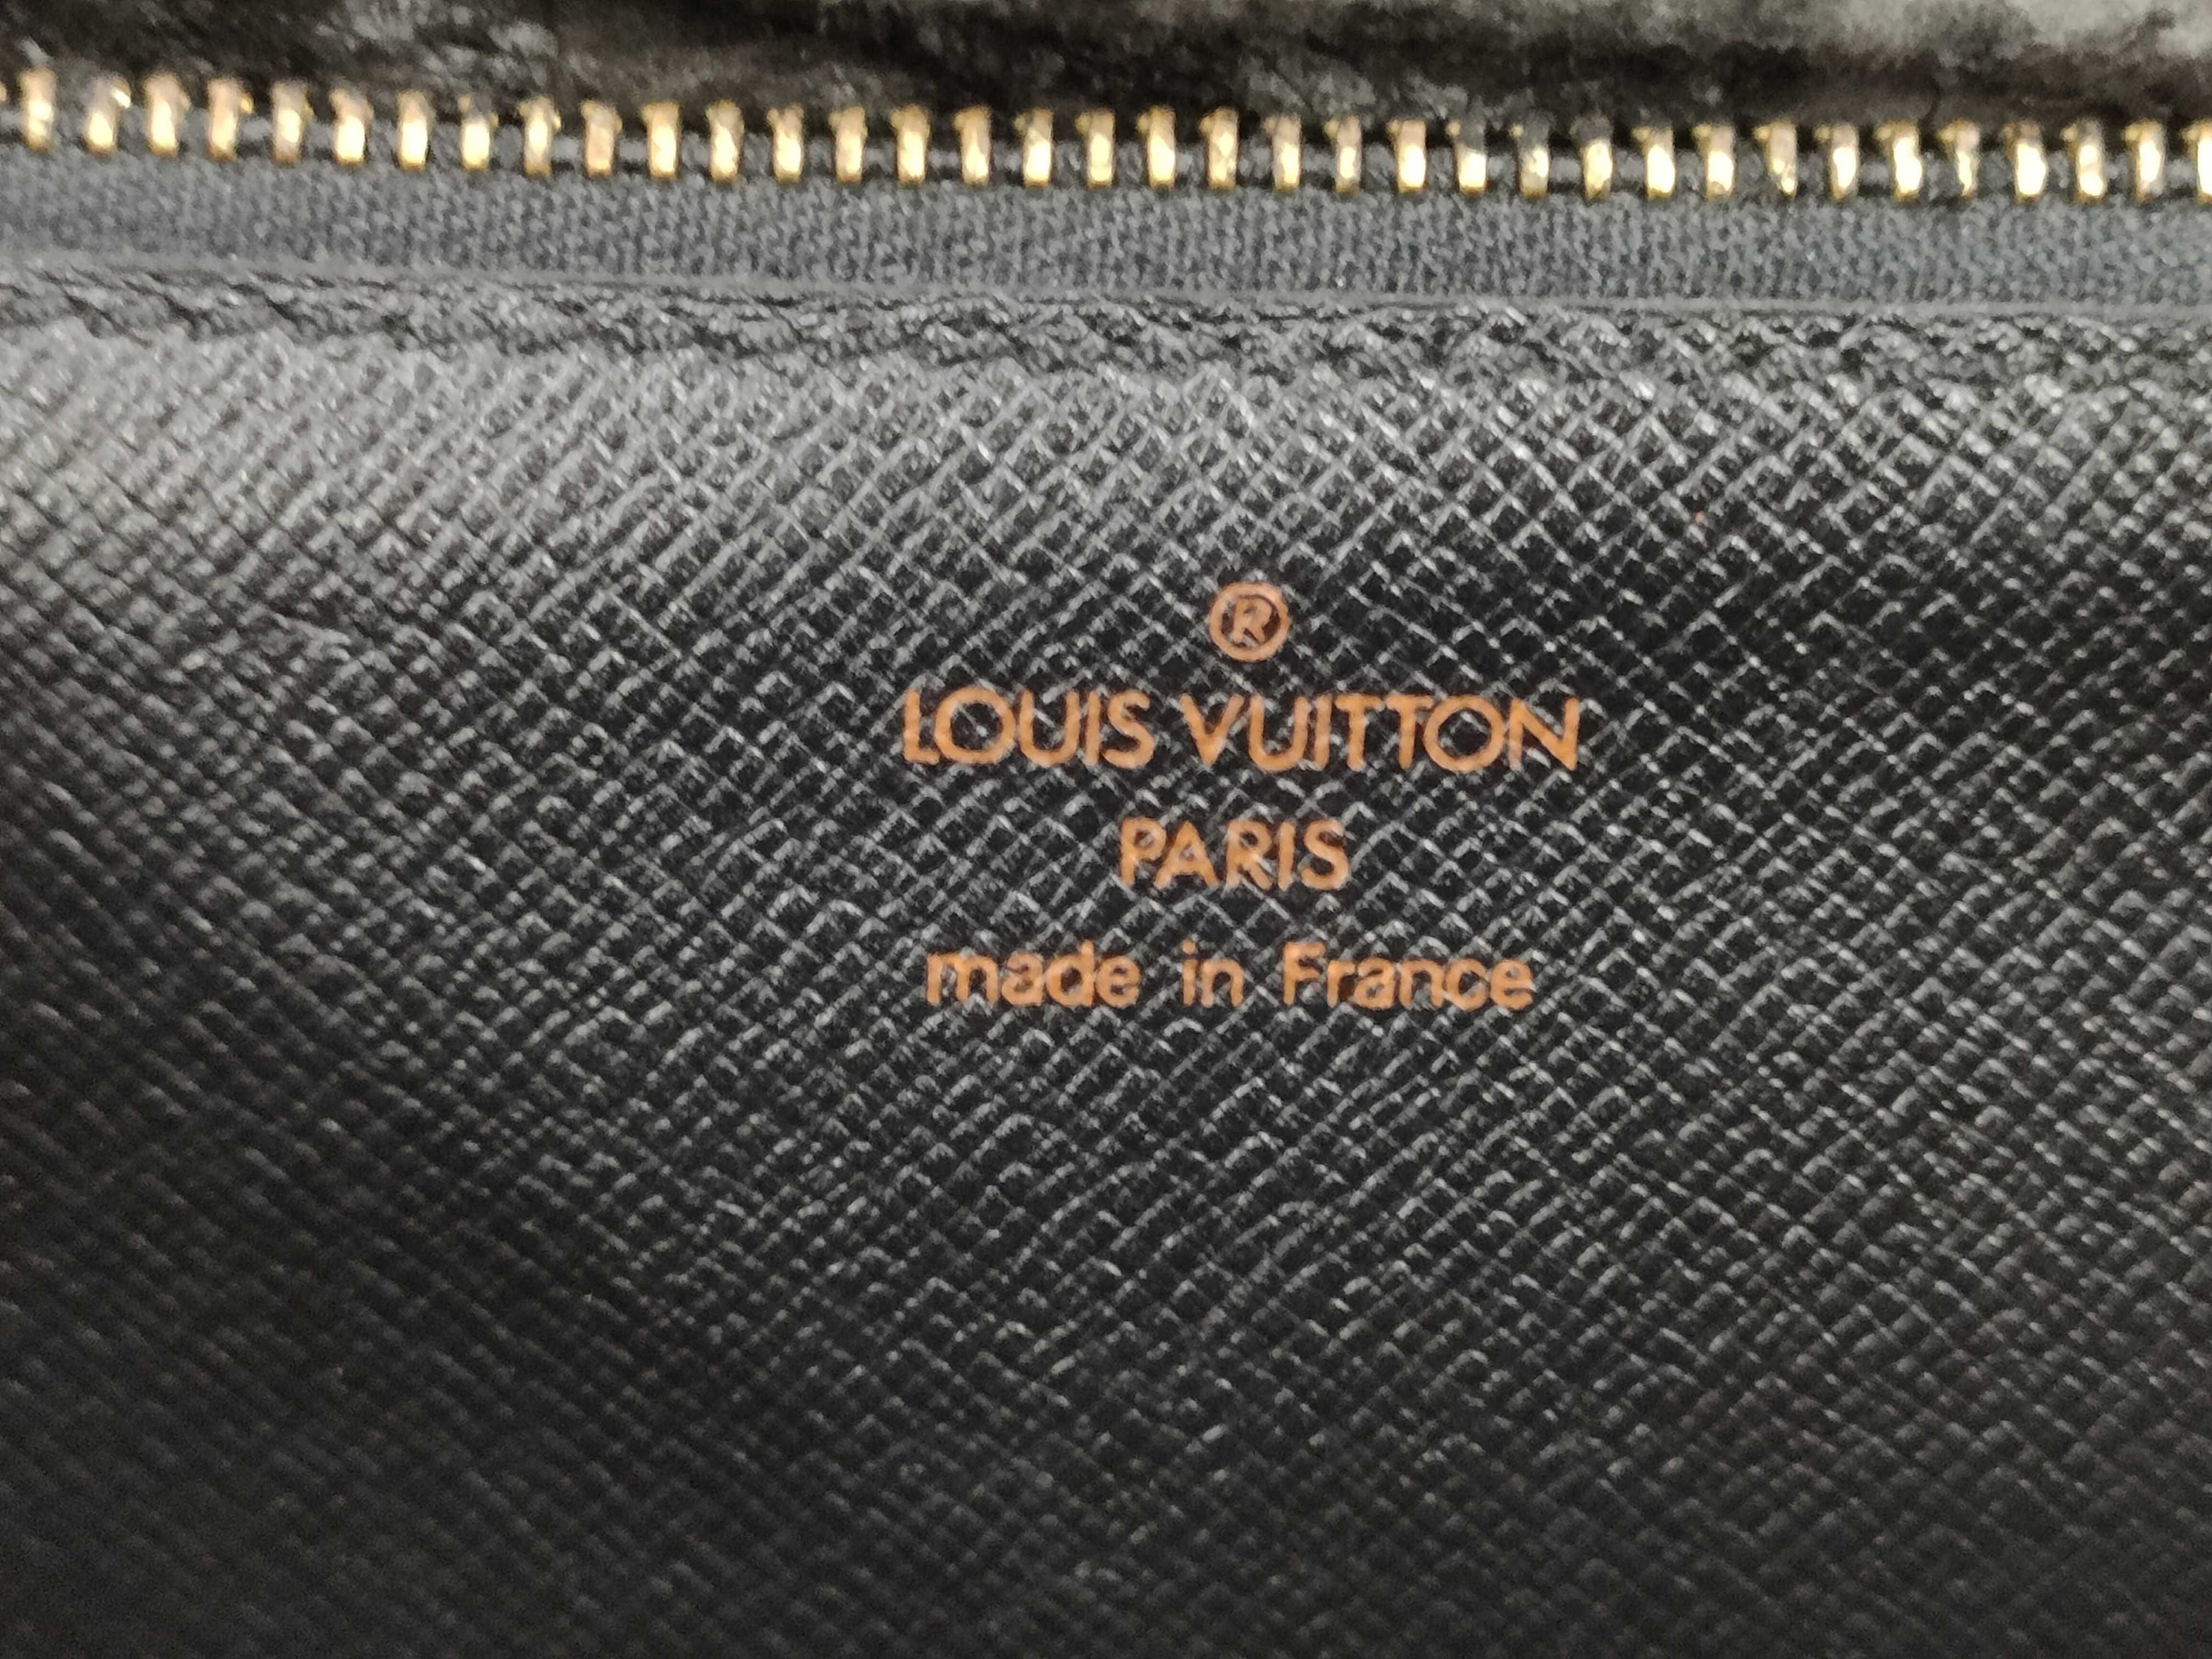 ®
LOUIS VUITTON
PARIS
made in France